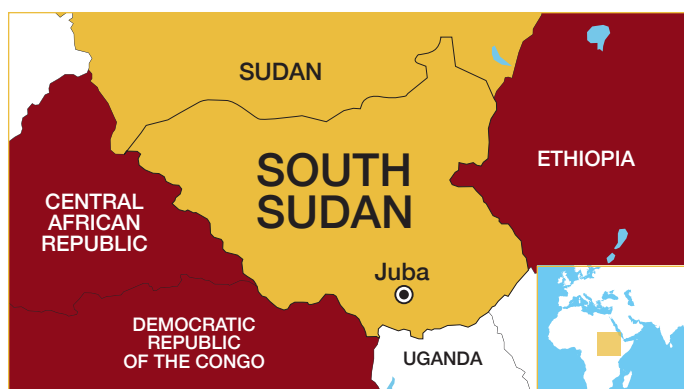 SUDAN
SOUTH
SUDAN
ETHIOPIA
CENTRAL
AFRICAN
REPUBLIC
Juba
DEMOCRATIC
REPUBLIC
OF THE CONGO
UGANDA